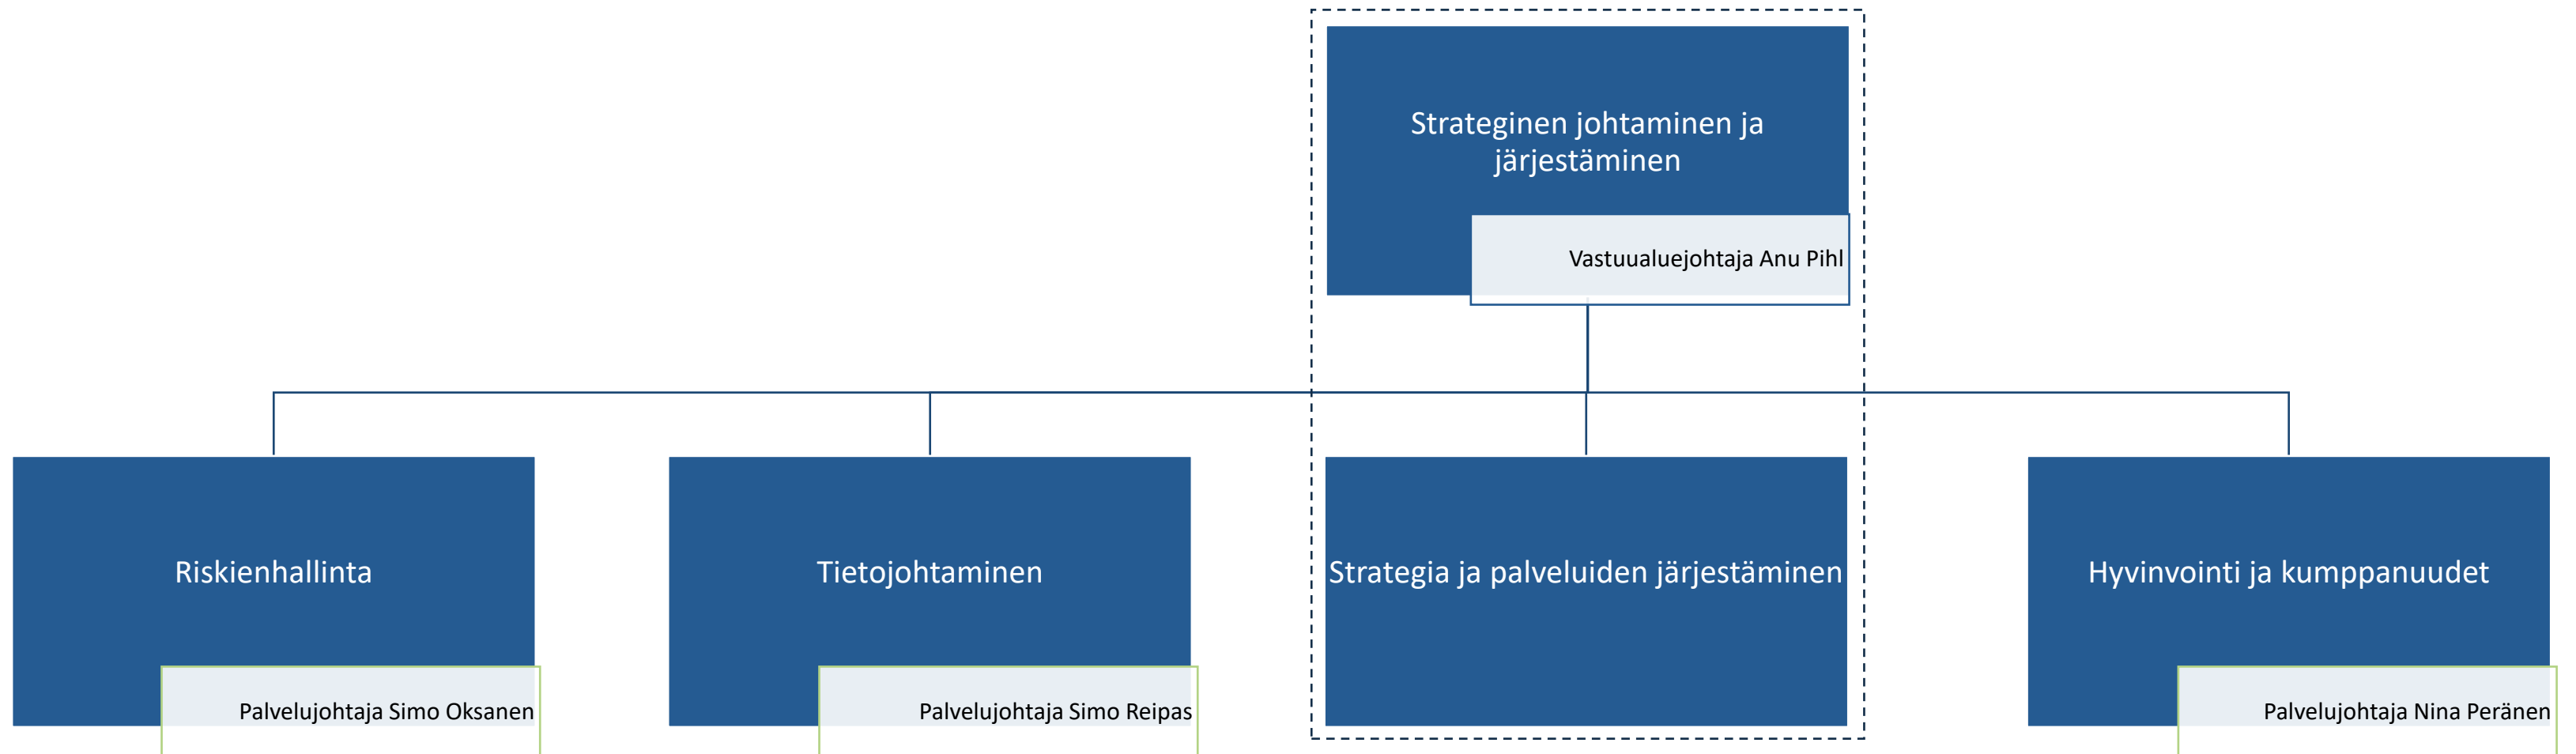 Strateginen johtaminen ja
järjestäminen
Vastuualuejohtaja Anu Pihl
Riskienhallinta
Palvelujohtaja Simo Oksanen
Tietojohtaminen
Palvelujohtaja Simo Reipas
Strategia ja palveluiden järjestäminen
Hyvinvointi ja kumppanuudet
Palvelujohtaja Nina Peränen